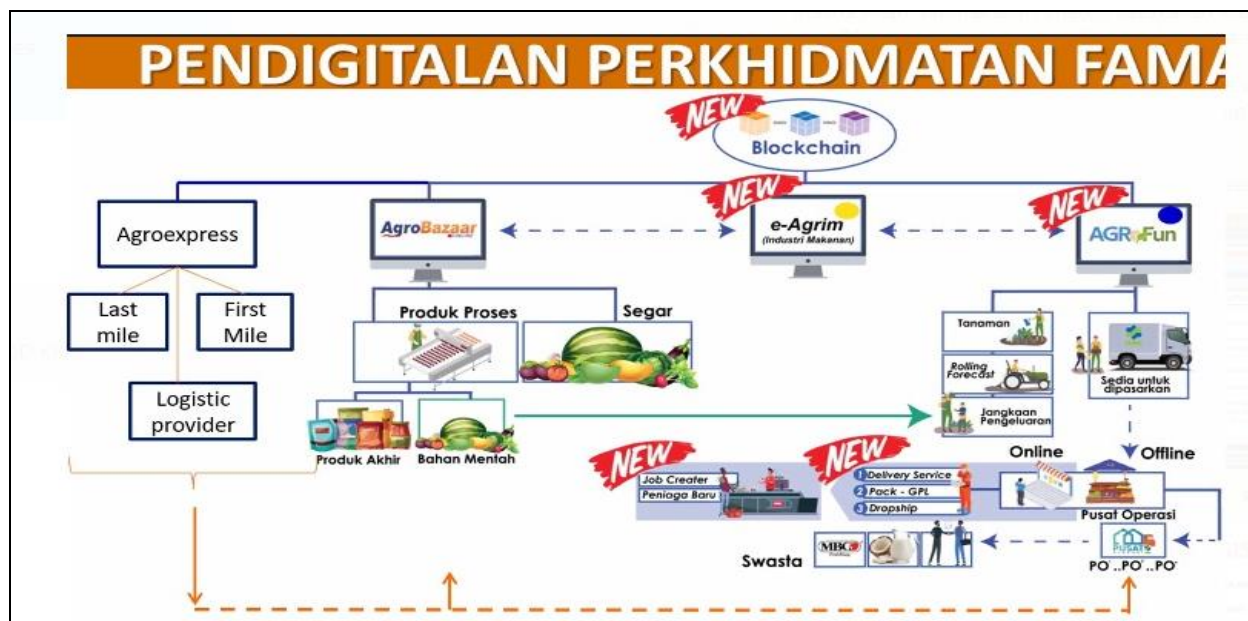 PENDIGITALAN PERKHIDMATAN FAMA
NEW
Blockchain
Agroexpress
Last
mile
First
Mile
Logistic
provider
AgroBazaar
NEW
e-Agrim
(Industri Makanan)
NEW
AGRoFun
Produk Proses
Segar
Produk Akhir
Bahan Mentah
Tanaman
Rolling
Forecast
Jangkaan
Pengeluaran
Sedia untuk
dipasarkan
NEW
Job Creater
Peniaga Baru
NEW
1 Delivery Service
2 Pack - GPL
3 Dropship
Online
Offline
Pusat Operasi
Swasta
MBG
PUSAT
PO ..PO ..PO